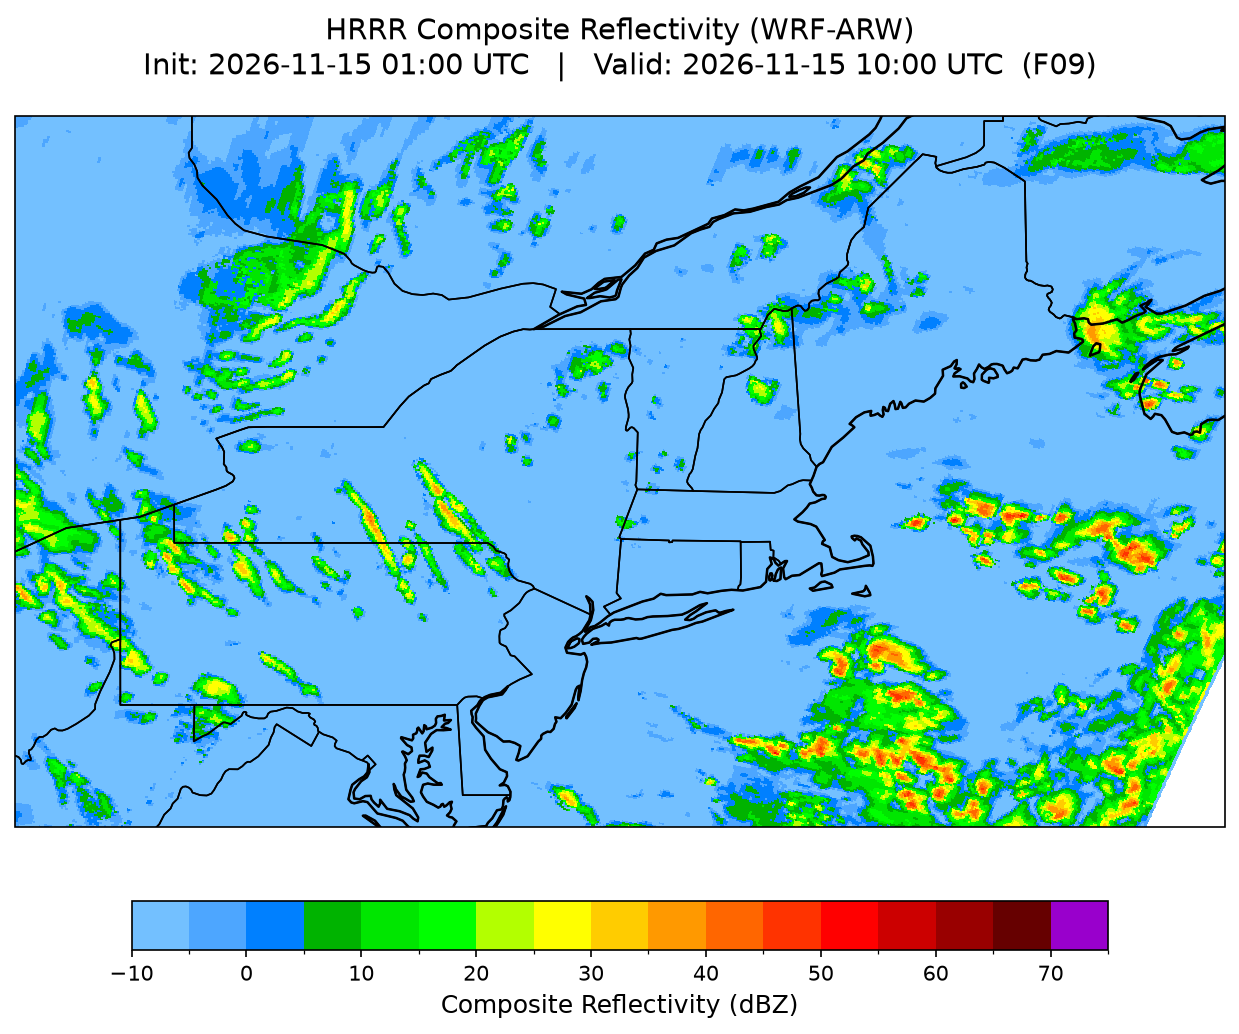 HRRR Composite Reflectivity (WRF-ARW)
Init: 2026-11-15 01:00 UTC | Valid: 2026-11-15 10:00 UTC (F09)
−10 0 10 20 30 40 50 60 70
Composite Reflectivity (dBZ)